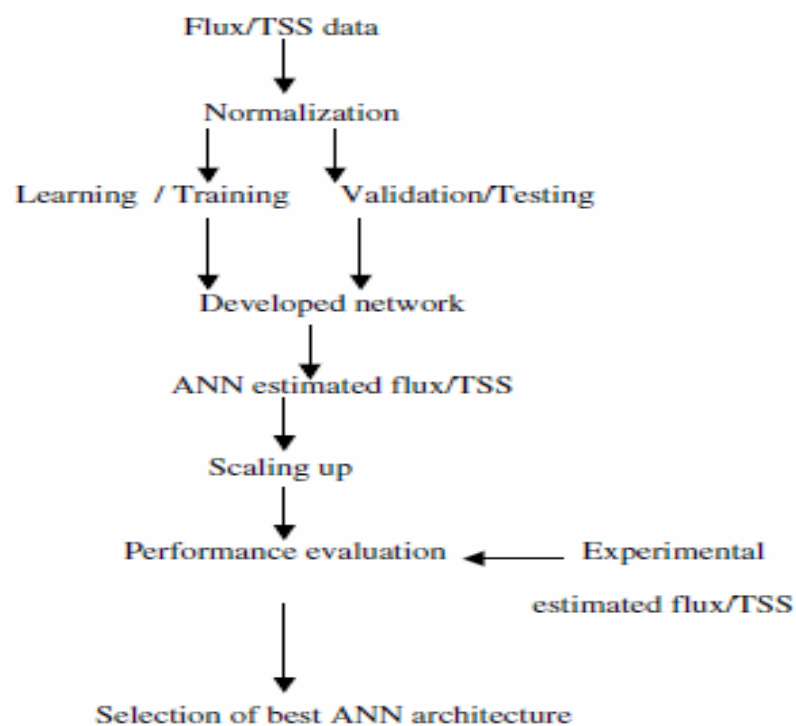 Flux/TSS data
Normalization
Learning / Training
Validation/Testing
Developed network
ANN estimated flux/TSS
Scaling up
Performance evaluation
Experimental
estimated flux/TSS
Selection of best ANN architecture